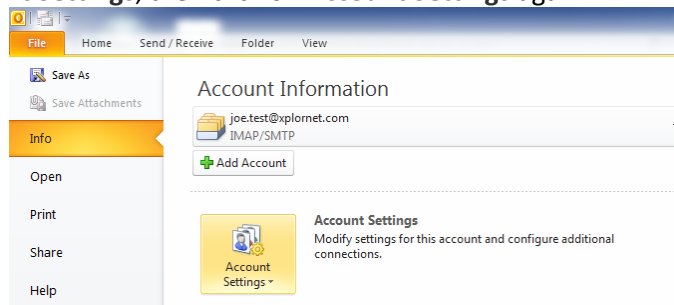 File Home Send / Receive Folder View
Save As
Account Information
Save Attachments
joe.test@xplornet.com
IMAP/SMTP
Info
Add Account
Open
Print
Account Settings
Modify settings for this account and configure additional
connections.
Share
Account
Settings
Help